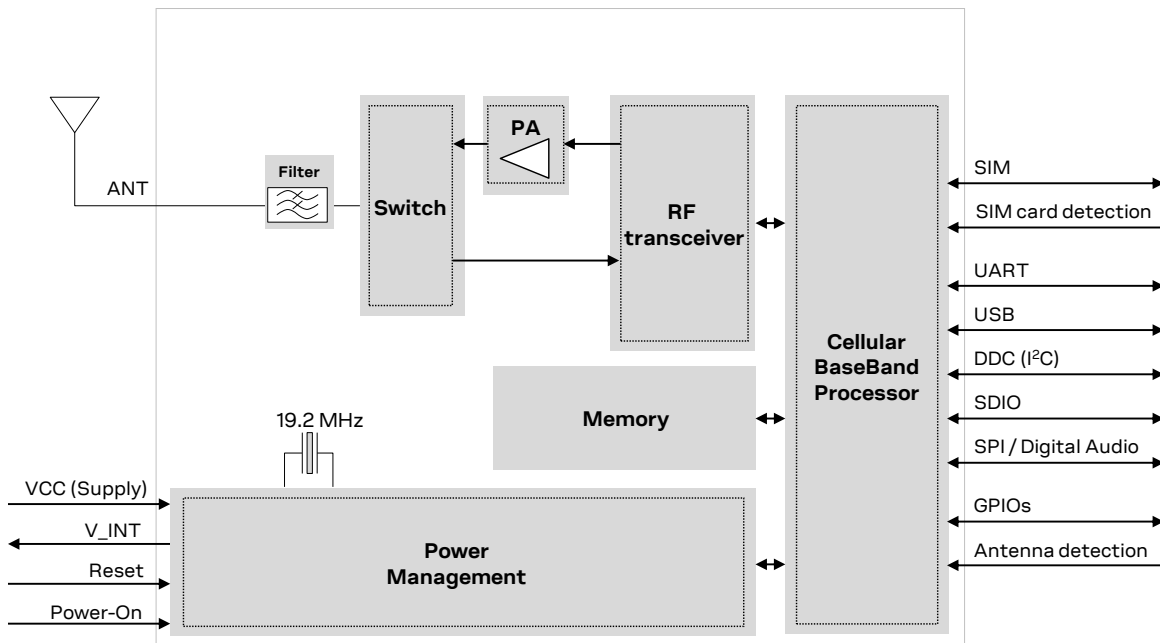 PA
Filter
ANT
Switch
RF
transceiver
SIM
SIM card detection
UART
USB
DDC (I²C)
SDIO
SPI / Digital Audio
GPIOs
Antenna detection
Cellular
BaseBand
Processor
Memory
19.2 MHz
VCC (Supply)
V_INT
Reset
Power-On
Power
Management